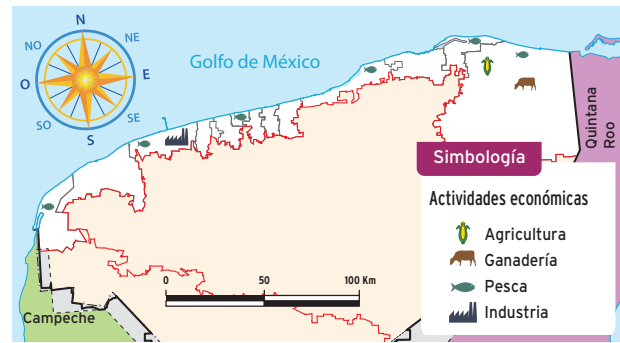 N
NO
NE
O
E
SO
SE
S
Golfo de México
Quintana
Roo
Simbología
Actividades económicas
Agricultura
Ganadería
Pesca
Industria
0
50
100 Km
Campeche